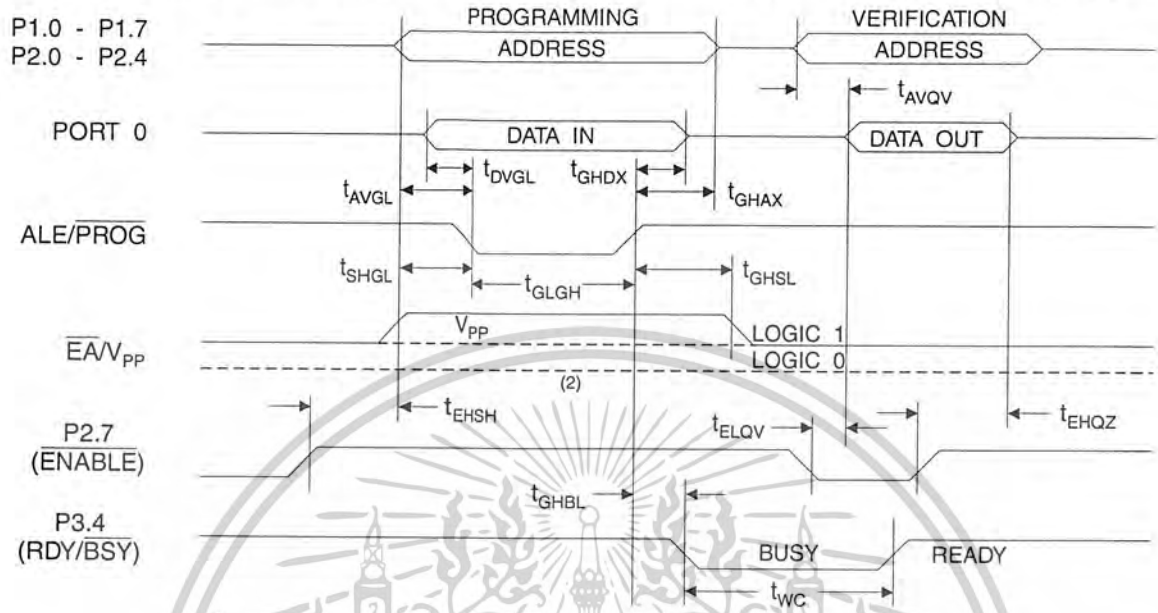 PROGRAMMING VERIFICATION
P1.0 - P1.7
P2.0 - P2.4
ADDRESS ADDRESS
tAVQV
PORT 0 DATA IN DATA OUT
tDVGL tGHDX
tAVGL tGHAX
ALE/PROG
tSHGL tGLGH tGHSL
EA/VPP VPP LOGIC 1
LOGIC 0
(2)
tEHSH tELQV tEHQZ
P2.7
(ENABLE)
tGHBL
P3.4
(RDY/BSY) BUSY READY
tWC